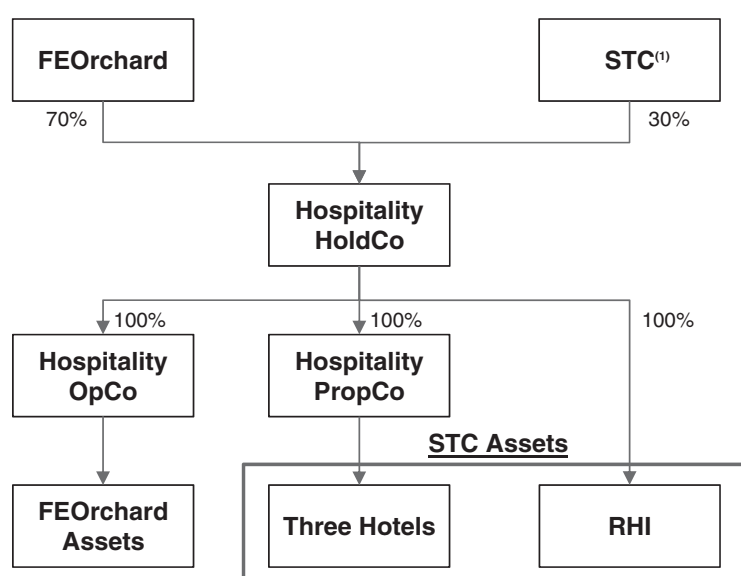 FEOrchard
STC(1)
70%
30%
Hospitality
HoldCo
100%
100%
100%
Hospitality
OpCo
Hospitality
PropCo
STC Assets
FEOrchard
Assets
Three Hotels
RHI